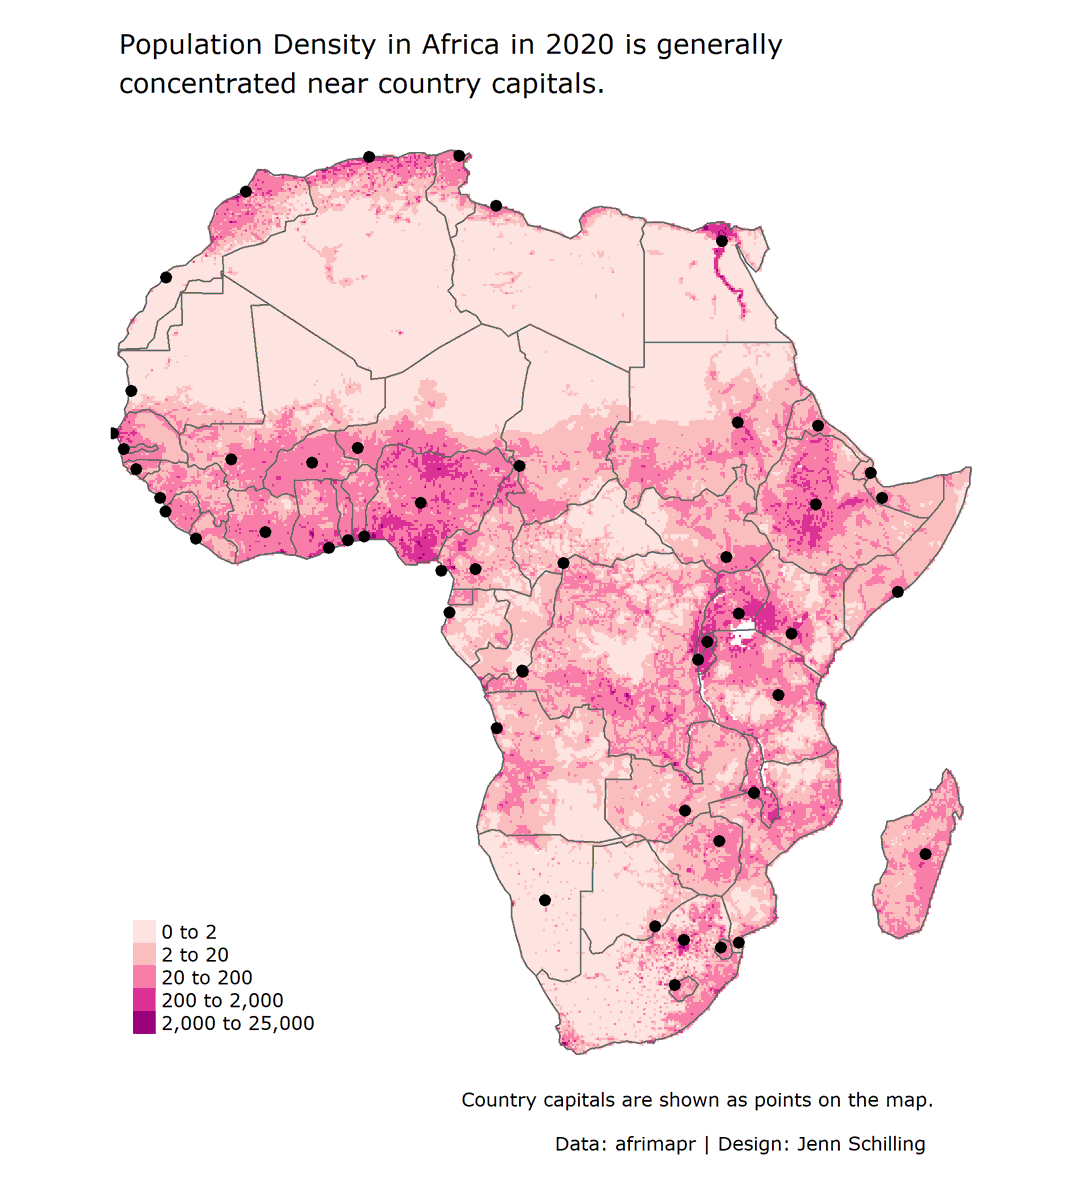 Population Density in Africa in 2020 is generally
concentrated near country capitals.
0 to 2
2 to 20
20 to 200
200 to 2,000
2,000 to 25,000
Country capitals are shown as points on the map.
Data: afrimapr | Design: Jenn Schilling